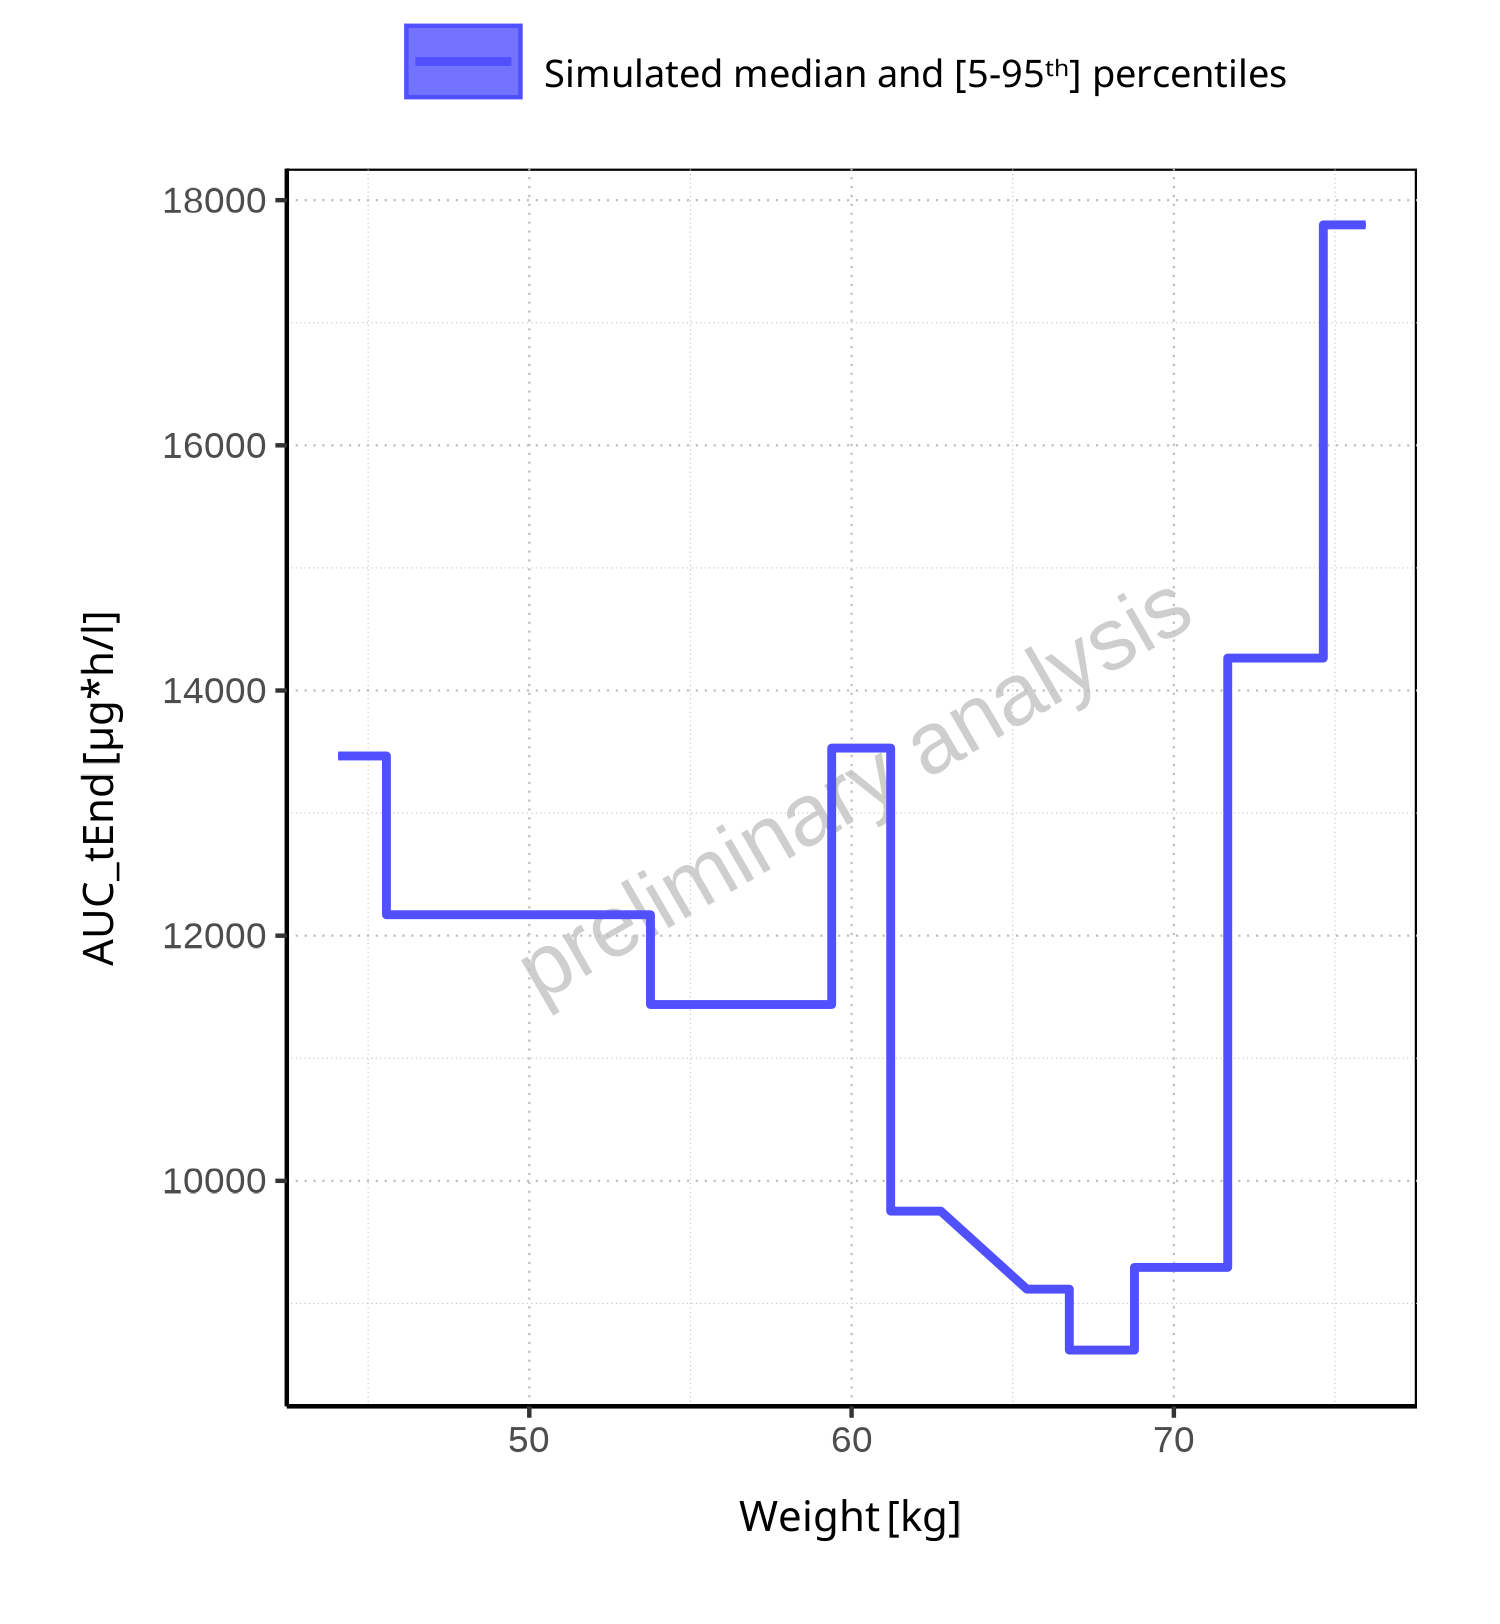 Simulated median and [5-95ᵗʰ] percentiles
18000
16000
14000
12000
10000
AUC_tEnd [µg*h/l]
preliminary analysis
50 60 70
Weight [kg]